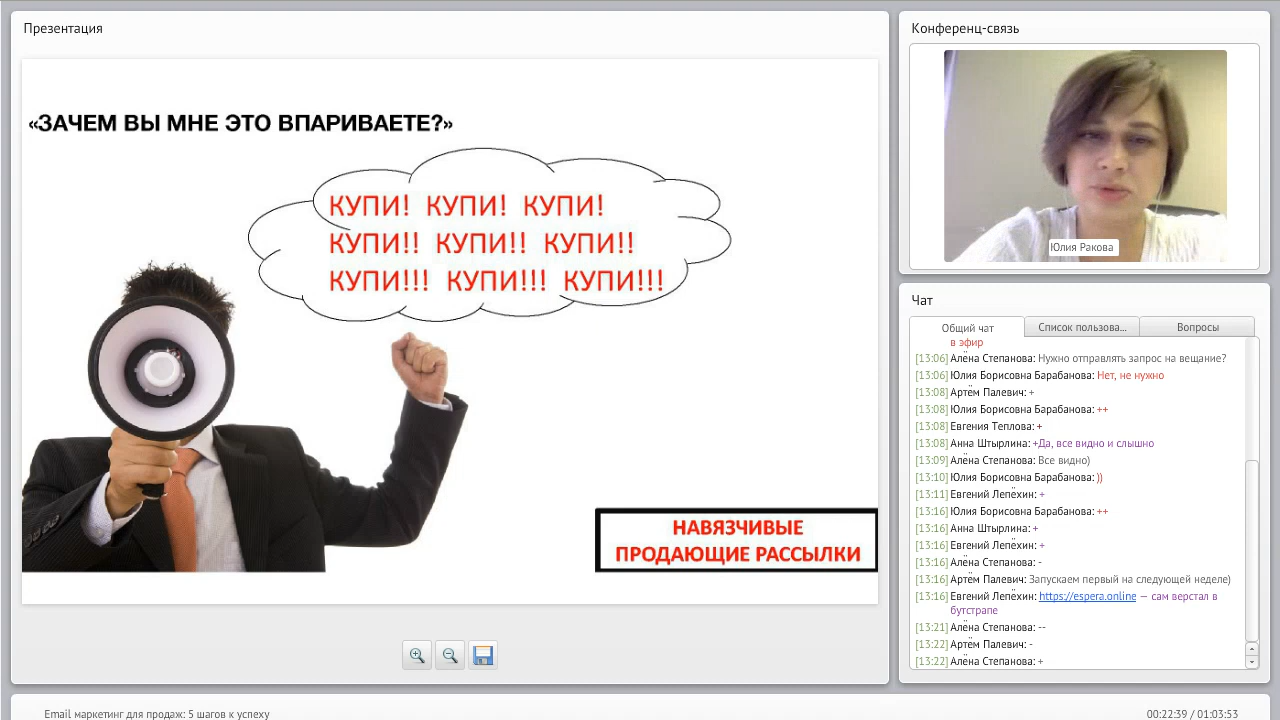 Презентация
«ЗАЧЕМ ВЫ МНЕ ЭТО ВПАРИВАЕТЕ?»
КУПИ! КУПИ! КУПИ!
КУПИ!! КУПИ!! КУПИ!!
КУПИ!!! КУПИ!!! КУПИ!!!
НАВЯЗЧИВЫЕ
ПРОДАЮЩИЕ РАССЫЛКИ
Конференц-связь
Юлия Ракова
Чат
Общий чат
Список пользова...
Вопросы
в эфир
[13:06] Алёна Степанова: Нужно отправлять запрос на вещание?
[13:06] Юлия Борисовна Барабанова: Нет, не нужно
[13:08] Артём Палевич: +
[13:08] Юлия Борисовна Барабанова: ++
[13:08] Евгения Теплова: +
[13:08] Анна Штырлина: +Да, все видно и слышно
[13:09] Алёна Степанова: Все видно)
[13:10] Юлия Борисовна Барабанова: ))
[13:11] Евгений Лепёхин: +
[13:16] Юлия Борисовна Барабанова: ++
[13:16] Анна Штырлина: +
[13:16] Евгений Лепёхин: +
[13:16] Алёна Степанова: -
[13:16] Артём Палевич: Запускаем первый на следующей неделе)
[13:16] Евгений Лепёхин: https://espera.online — сам верстал в
бутстрапе
[13:21] Алёна Степанова: --
[13:22] Артём Палевич: -
[13:22] Алёна Степанова: +
Email маркетинг для продаж: 5 шагов к успеху
00:22:39 / 01:03:53